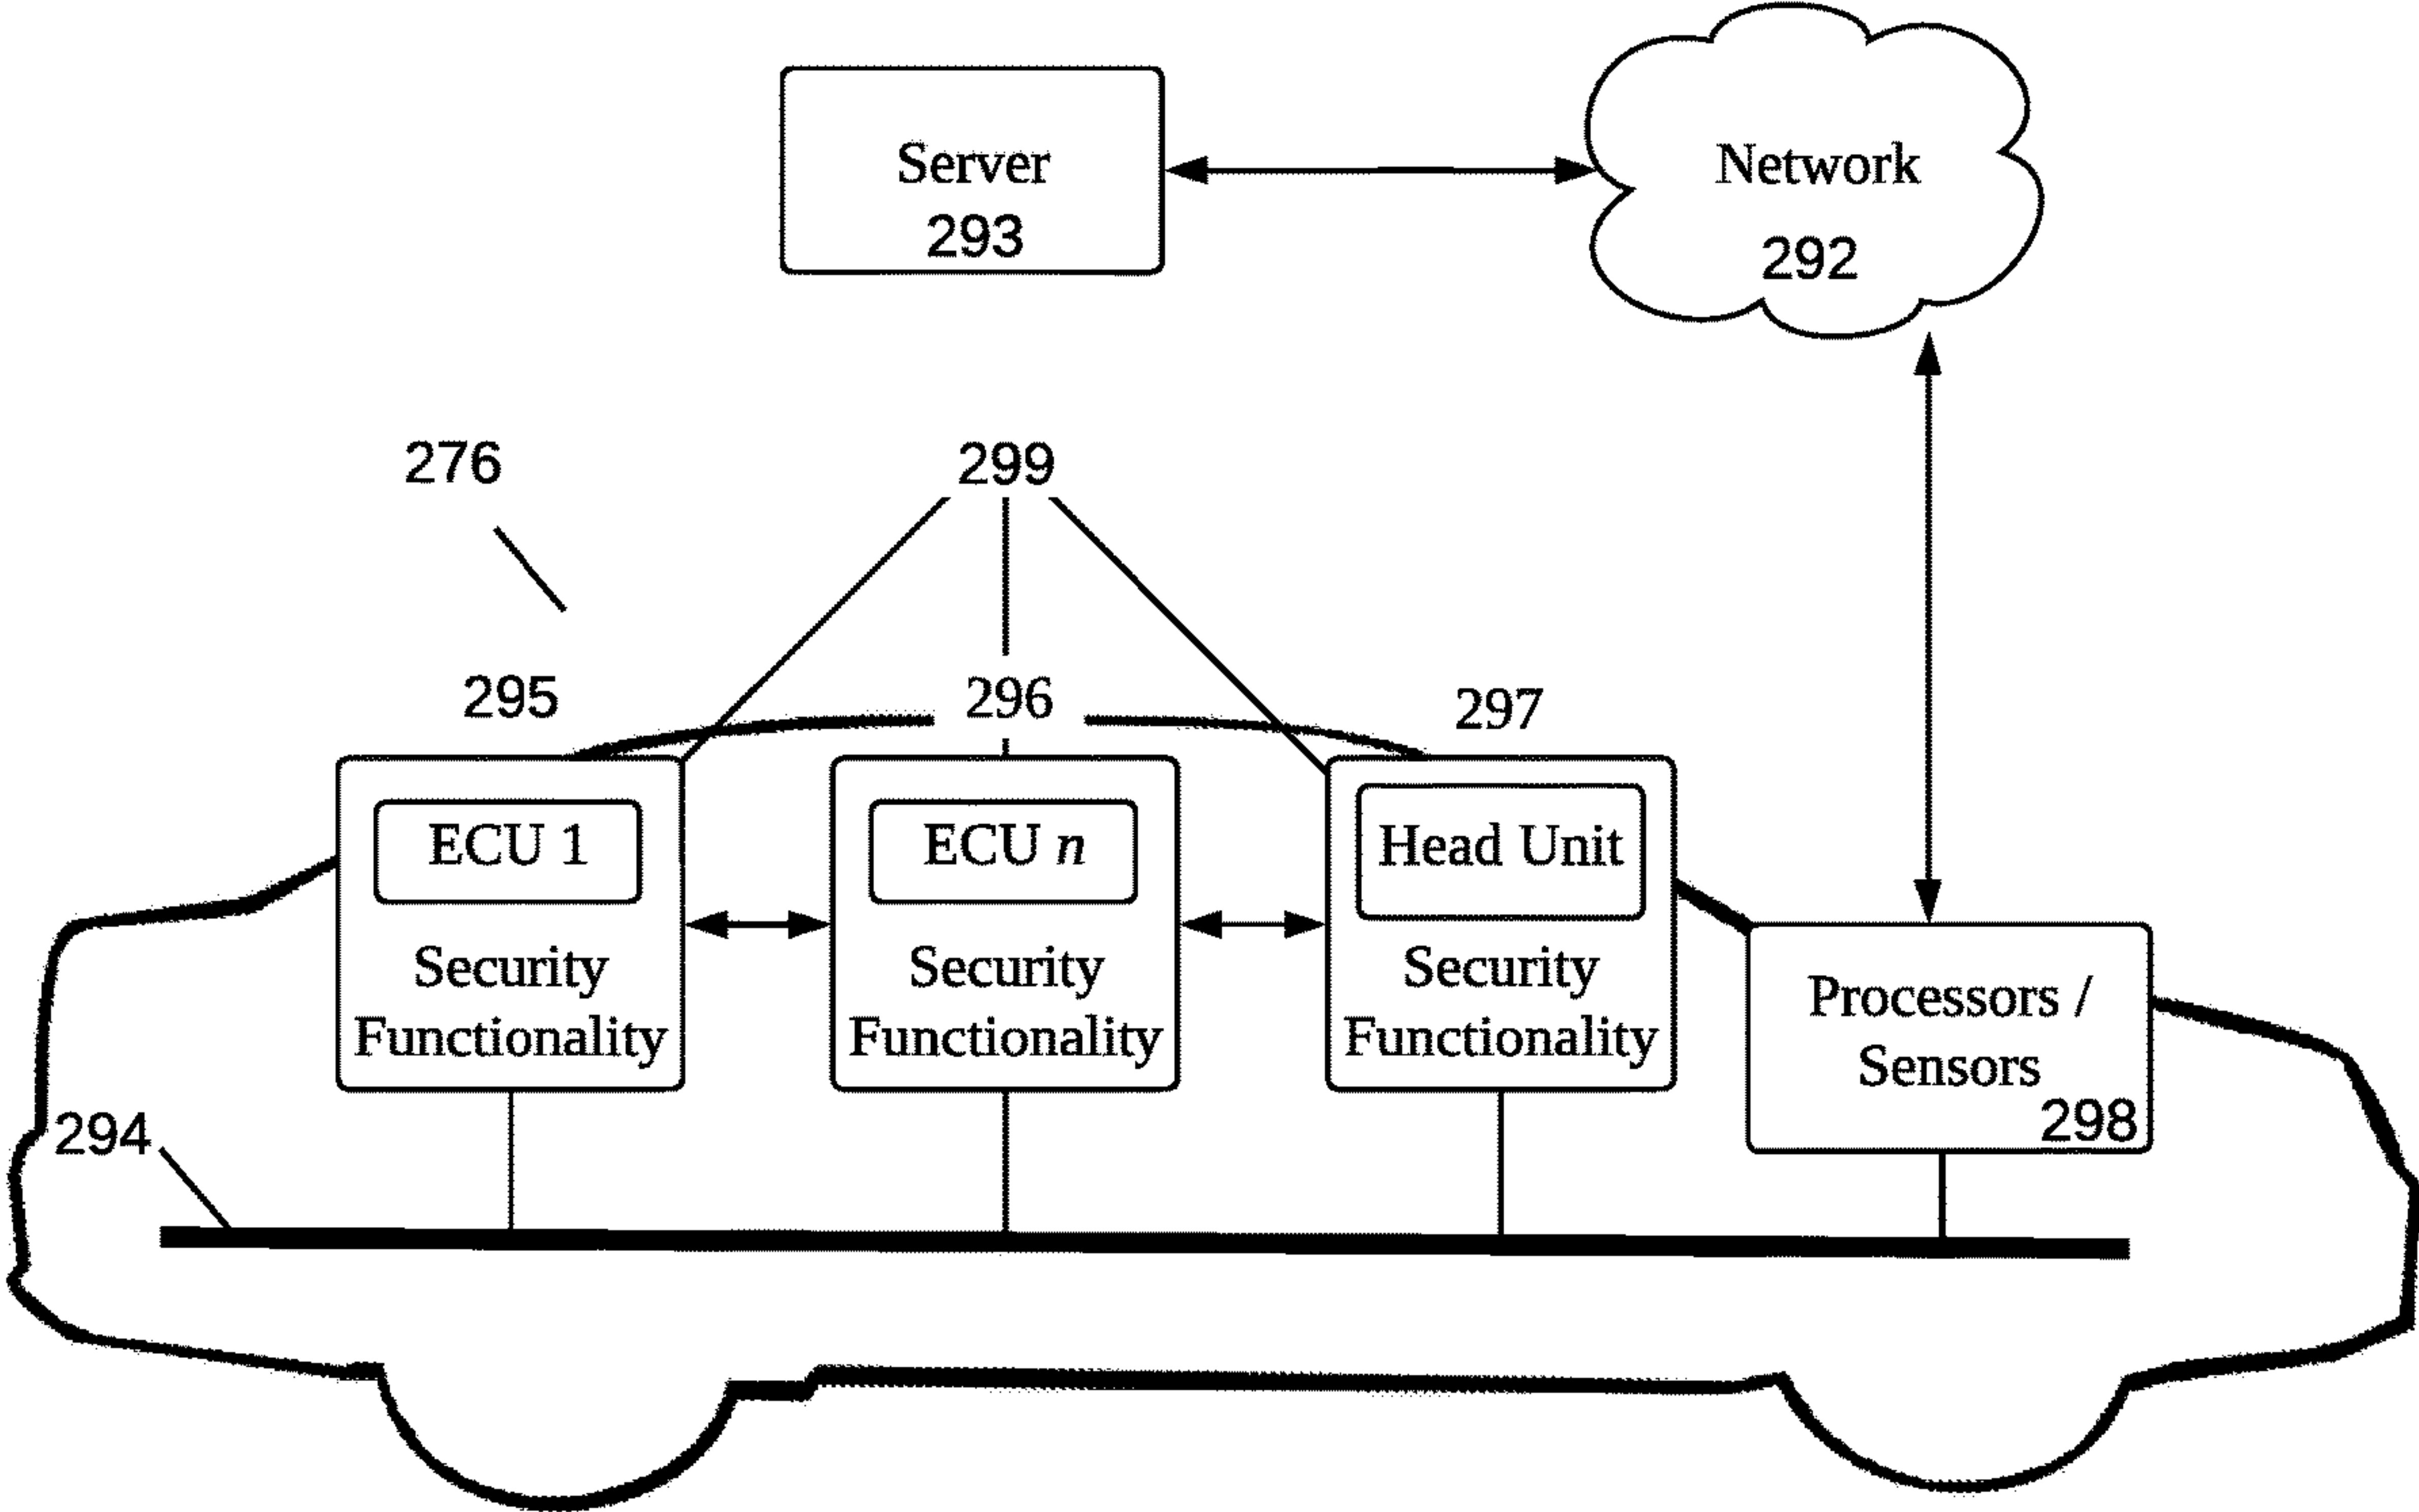 Server
293
Network
292
276
299
295
296
297
ECU 1
Security
Functionality
ECU n
Security
Functionality
Head Unit
Security
Functionality
Processors /
Sensors
298
294